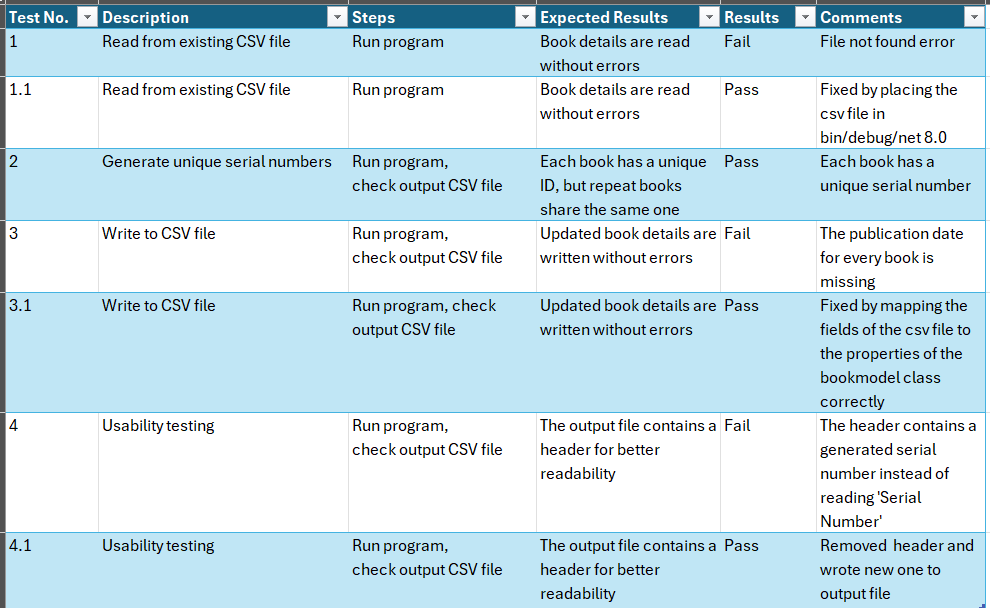 Test No. Description Steps Expected Results Results Comments
1 Read from existing CSV file Run program Book details are read Fail File not found error
without errors
1.1 Read from existing CSV file Run program Book details are read Pass Fixed by placing the
without errors csv file in
bin/debug/net 8.0
2 Generate unique serial numbers Run program, Each book has a unique Pass Each book has a
check output CSV file ID, but repeat books unique serial number
share the same one
3 Write to CSV file Run program, Updated book details are Fail The publication date
check output CSV file written without errors for every book is
missing
3.1 Write to CSV file Run program, check Updated book details are Pass Fixed by mapping the
output CSV file written without errors fields of the csv file to
the properties of the
bookmodel class
correctly
4 Usability testing Run program, The output file contains a Fail The header contains a
check output CSV file header for better generated serial
readability number instead of
reading 'Serial
Number'
4.1 Usability testing Run program, The output file contains a Pass Removed header and
check output CSV file header for better wrote new one to
readability output file